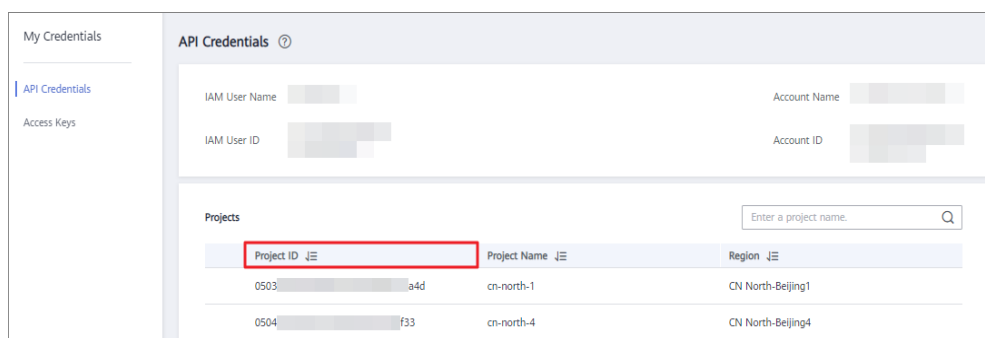 My Credentials
API Credentials
Access Keys
API Credentials ?
IAM User Name
Account Name
IAM User ID
Account ID
Projects
Enter a project name.
Project ID Project Name Region
0503 a4d cn-north-1 CN North-Beijing1
0504 f33 cn-north-4 CN North-Beijing4